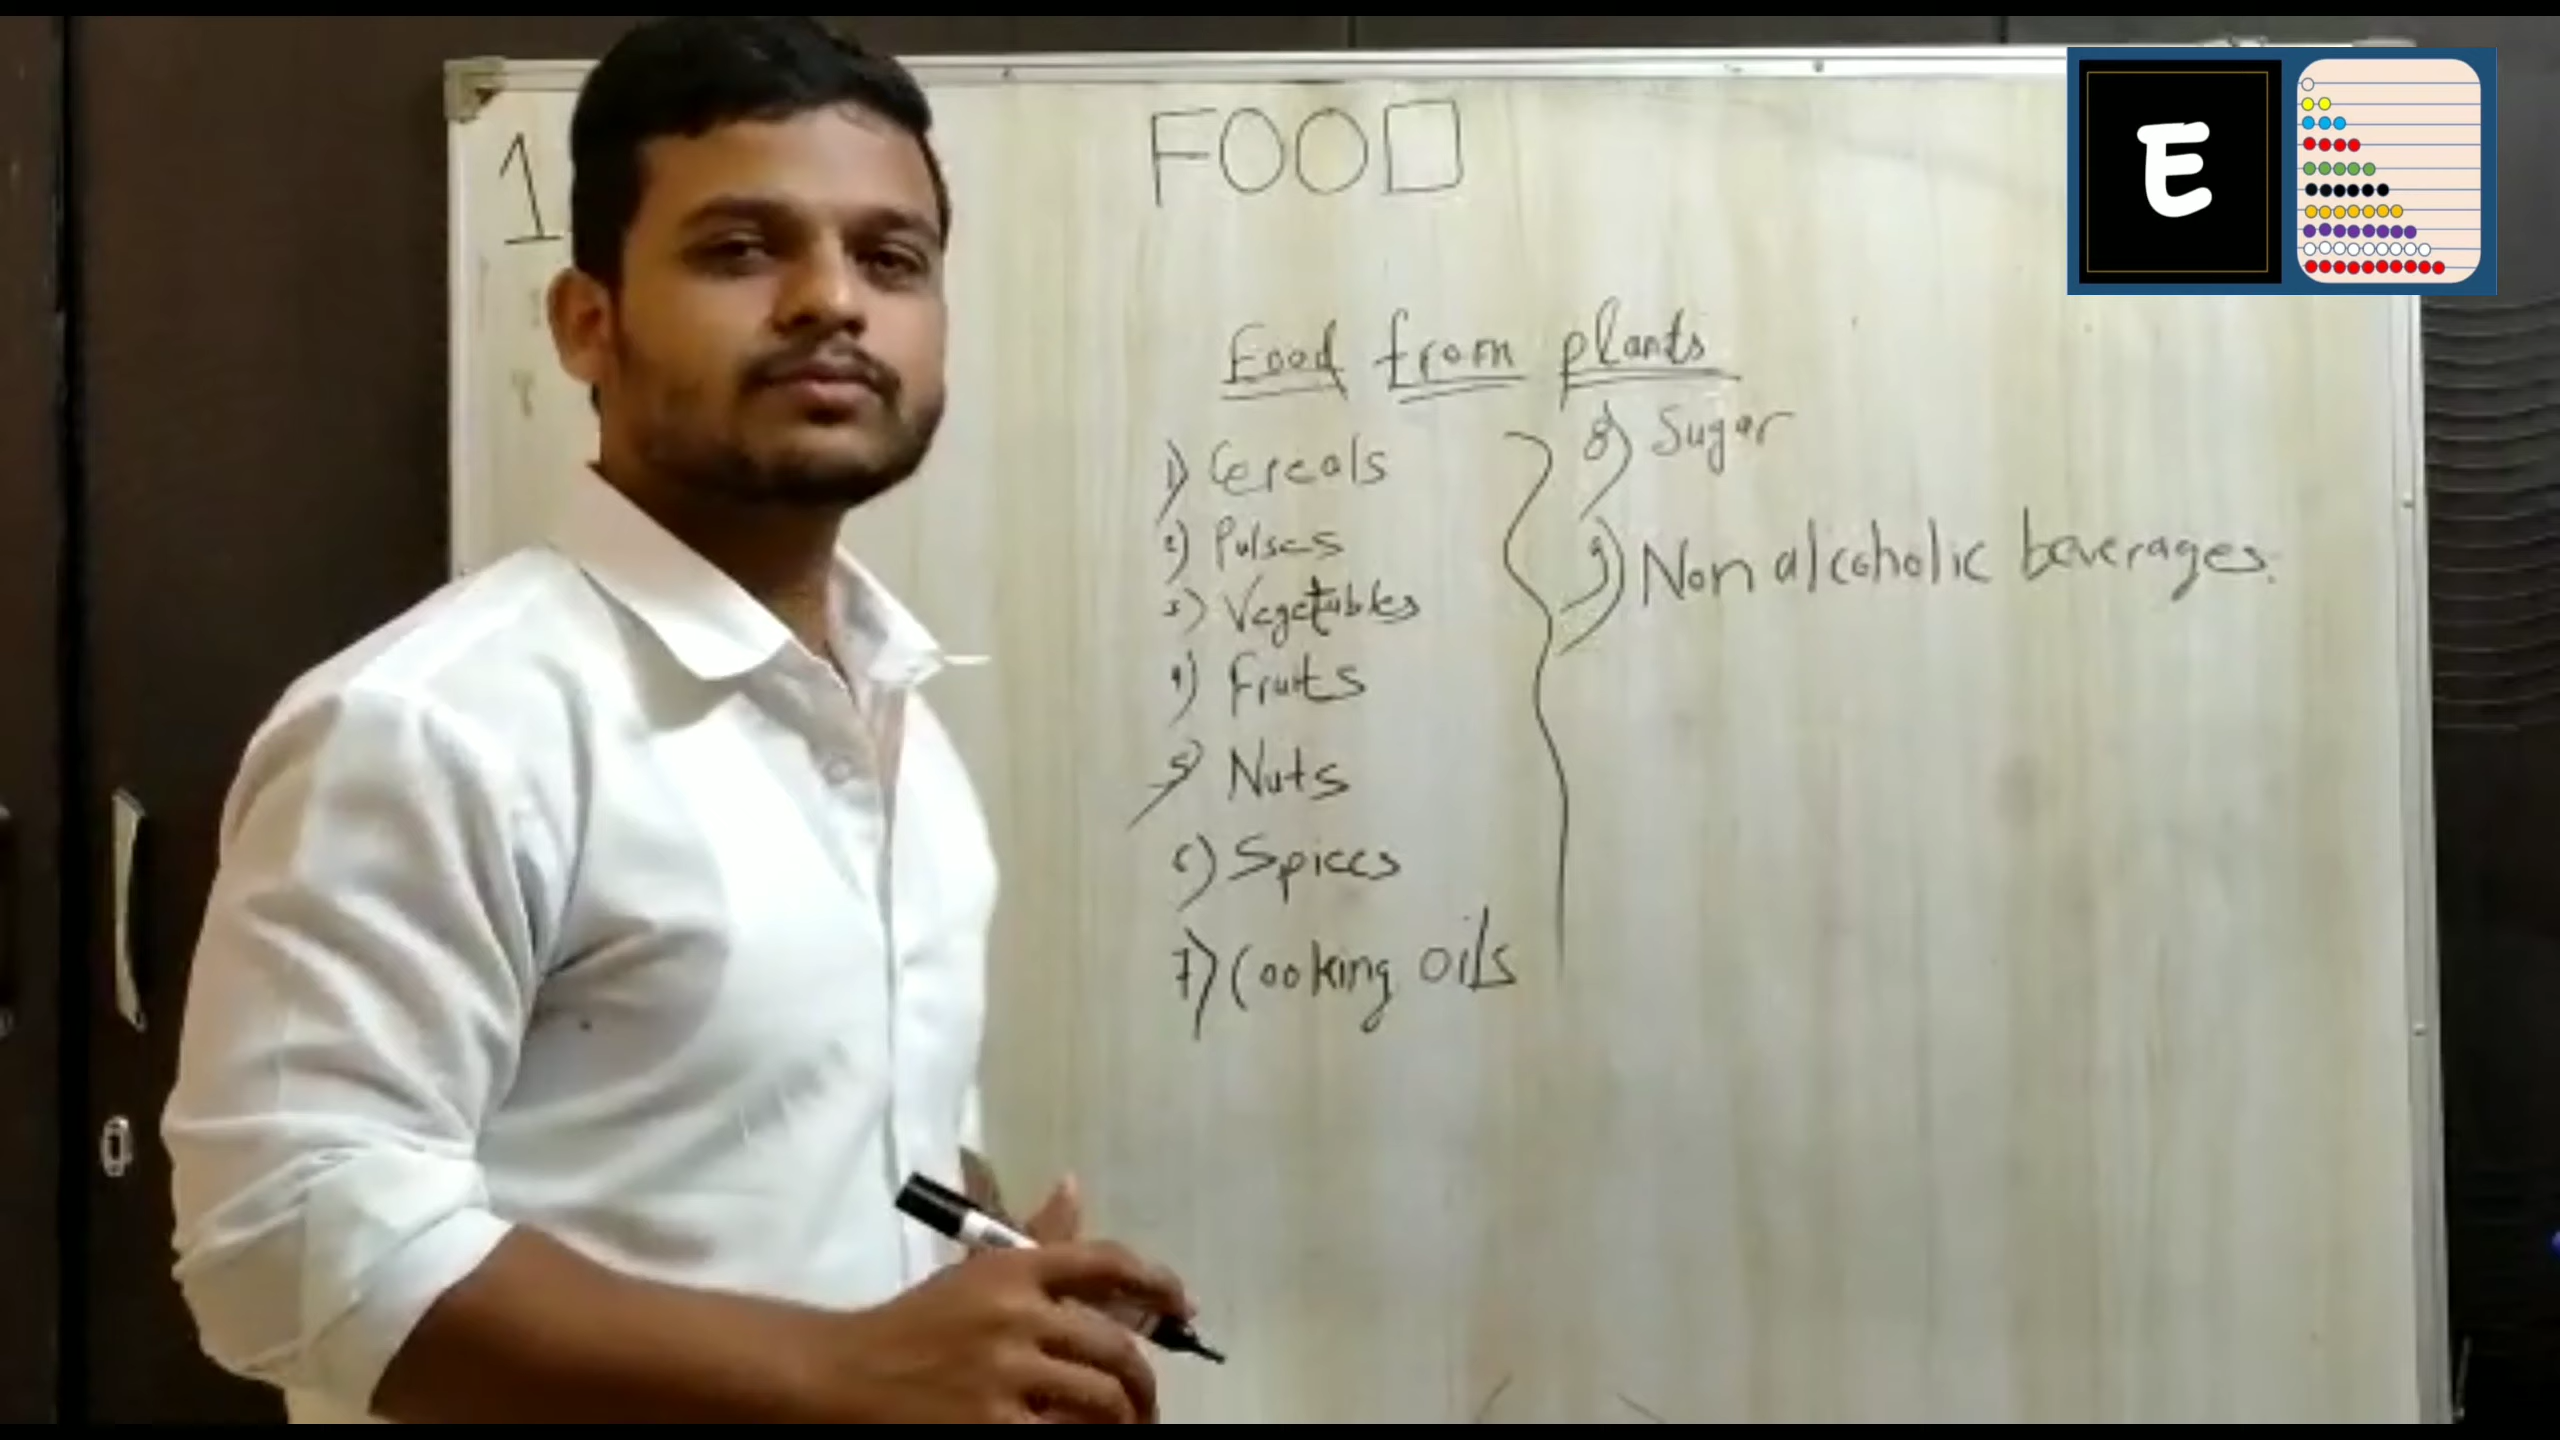 1
FOOD
Food from plants
1) Cereals
2) Pulses
3) Vegetables
4) Fruits
5) Nuts
6) Spices
7) Cooking oils
8) Sugar
9) Non alcoholic beverages.
E